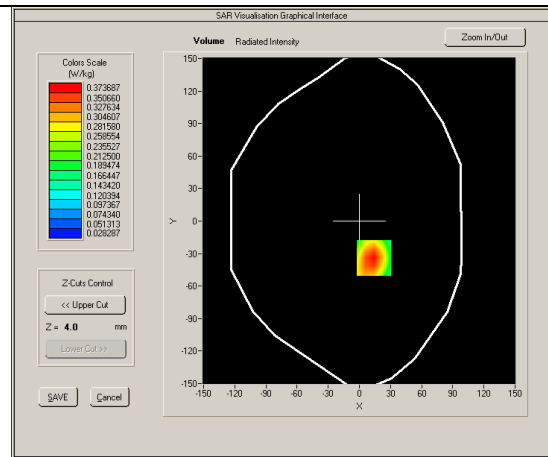 SAR Visualisation Graphical Interface
Volume Radiated Intensity
Zoom In/Out
Colors Scale
(W/kg)
0.373687
0.350660
0.327634
0.304607
0.281580
0.258554
0.235527
0.212500
0.189474
0.166447
0.143420
0.120394
0.097367
0.074340
0.051313
0.028287
Z-Cuts Control
<< Upper Cut
Z = 4.0 mm
Lower Cut >>
SAVE Cancel
150
120
90
60
30
0
-30
-60
-90
-120
-150
Y
-150 -120 -90 -60 -30 0 30 60 90 120 150
X